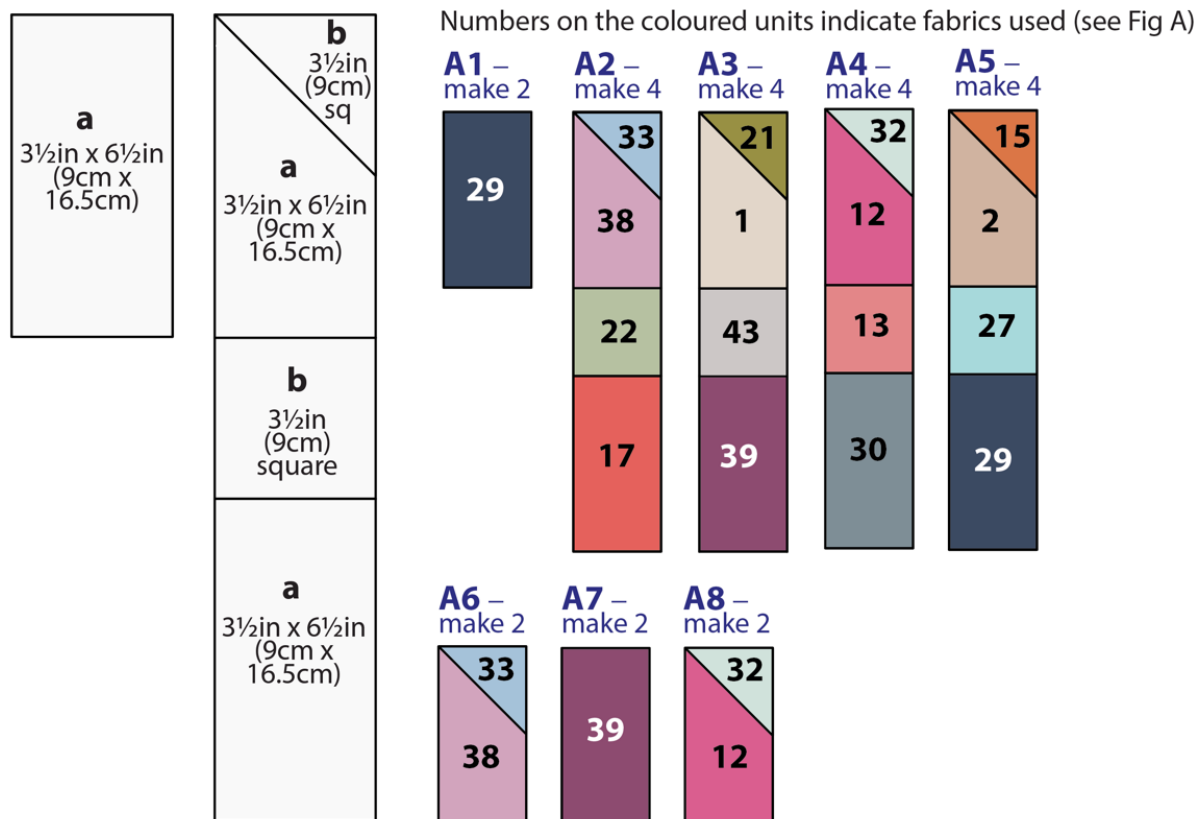 Numbers on the coloured units indicate fabrics used (see Fig A)
a
3½in x 6½in
(9cm x
16.5cm)
b
3½in
(9cm)
sq
a
3½in x 6½in
(9cm x
16.5cm)
b
3½in
(9cm)
square
a
3½in x 6½in
(9cm x
16.5cm)
A1 –
make 2
29
A2 –
make 4
33
38
22
17
A3 –
make 4
21
1
43
39
A4 –
make 4
32
12
13
30
A5 –
make 4
15
2
27
29
A6 –
make 2
33
38
A7 –
make 2
39
A8 –
make 2
32
12